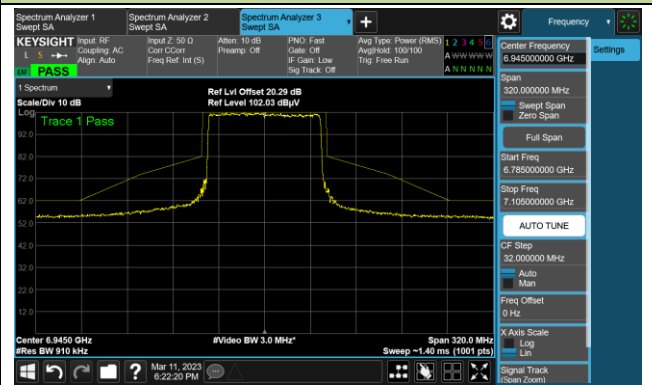 Spectrum Analyzer 1
Swept SA
Spectrum Analyzer 2
Swept SA
Spectrum Analyzer 3
Swept SA
Frequency
KEYSIGHT
L S
LW PASS
Input: RF
Coupling: AC
Align: Auto
Input Z: 50 Ω
Corr CCorr
Freq Ref: Int (S)
Atten: 10 dB
Preamp: Off
PNO: Fast
Gate: Off
IF Gain: Low
Sig Track: Off
Avg Type: Power (RMS)
Avg|Hold: 100/100
Trig: Free Run
1 2 3 4 5 6
A W W W W W
A N N N N N
1 Spectrum
Scale/Div 10 dB
Ref Lvl Offset 20.29 dB
Ref Level 102.03 dBµV
Log
Trace 1 Pass
92.0
82.0
72.0
62.0
52.0
42.0
32.0
22.0
12.0
Center 6.9450 GHz
#Res BW 910 kHz
#Video BW 3.0 MHz*
Span 320.0 MHz
Sweep ~1.40 ms (1001 pts)
Mar 11, 2023
6:22:20 PM
Center Frequency
6.945000000 GHz
Settings
Span
320.000000 MHz
Swept Span
Zero Span
Full Span
Start Freq
6.785000000 GHz
Stop Freq
7.105000000 GHz
AUTO TUNE
CF Step
32.000000 MHz
Auto
Man
Freq Offset
0 Hz
X Axis Scale
Log
Lin
Signal Track
(Span Zoom)